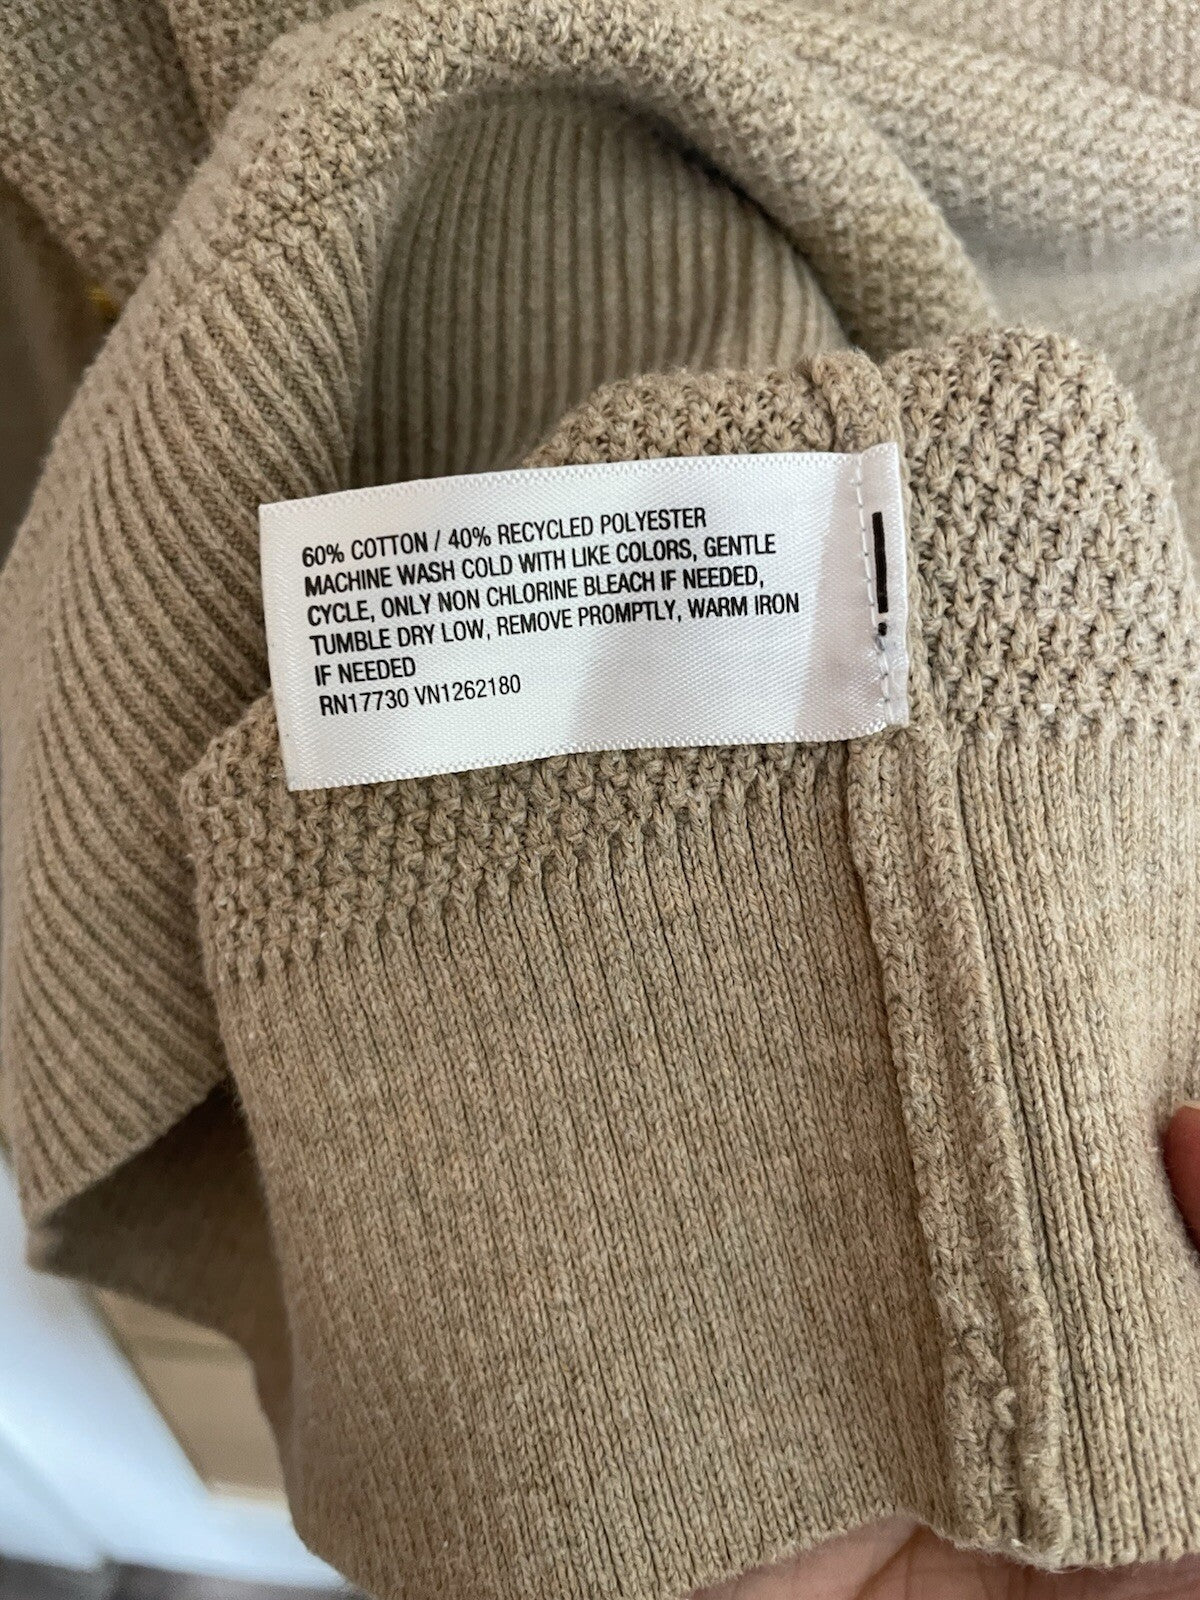 60% COTTON / 40% RECYCLED POLYESTER
MACHINE WASH COLD WITH LIKE COLORS, GENTLE
CYCLE, ONLY NON CHLORINE BLEACH IF NEEDED,
TUMBLE DRY LOW, REMOVE PROMPTLY, WARM IRON
IF NEEDED
RN17730 VN1262180